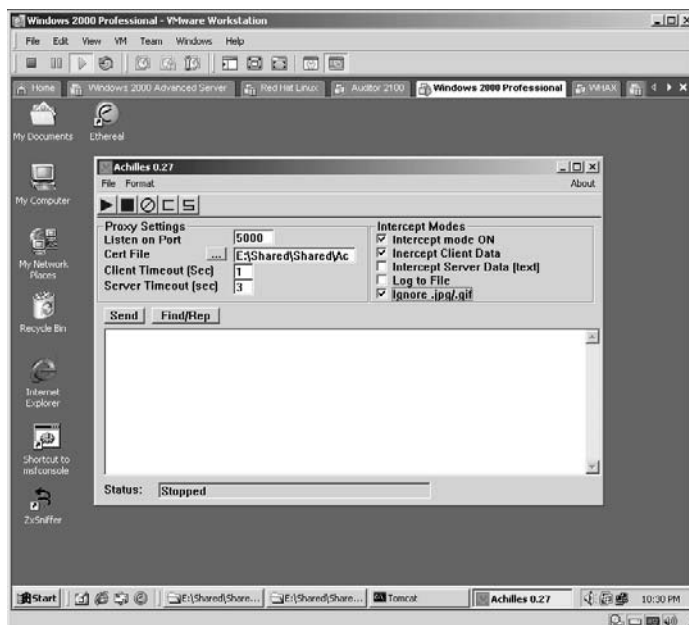 Windows 2000 Professional - VMware Workstation
File Edit View VM Team Windows Help
Home Windows 2000 Advanced Server Red Hat Linux Auditor 2100 Windows 2000 Professional WHAX
My Documents
Ethereal
My Computer
My Network Places
Recycle Bin
Internet Explorer
Shortcut to msfconsole
ZxSniffer
Achilles 0.27
File Format About
Proxy Settings
Listen on Port 5000
Cert File ... E:\Shared\Shared\Ac
Client Timeout (Sec) 1
Server Timeout (sec) 3
Intercept Modes
Intercept mode ON
Inercept Client Data
Intercept Server Data (text)
Log to File
Ignore .jpg/.gif
Send Find/Rep
Status: Stopped
Start E:\Shared\Share... E:\Shared\Share... Tomcat Achilles 0.27 10:30 PM